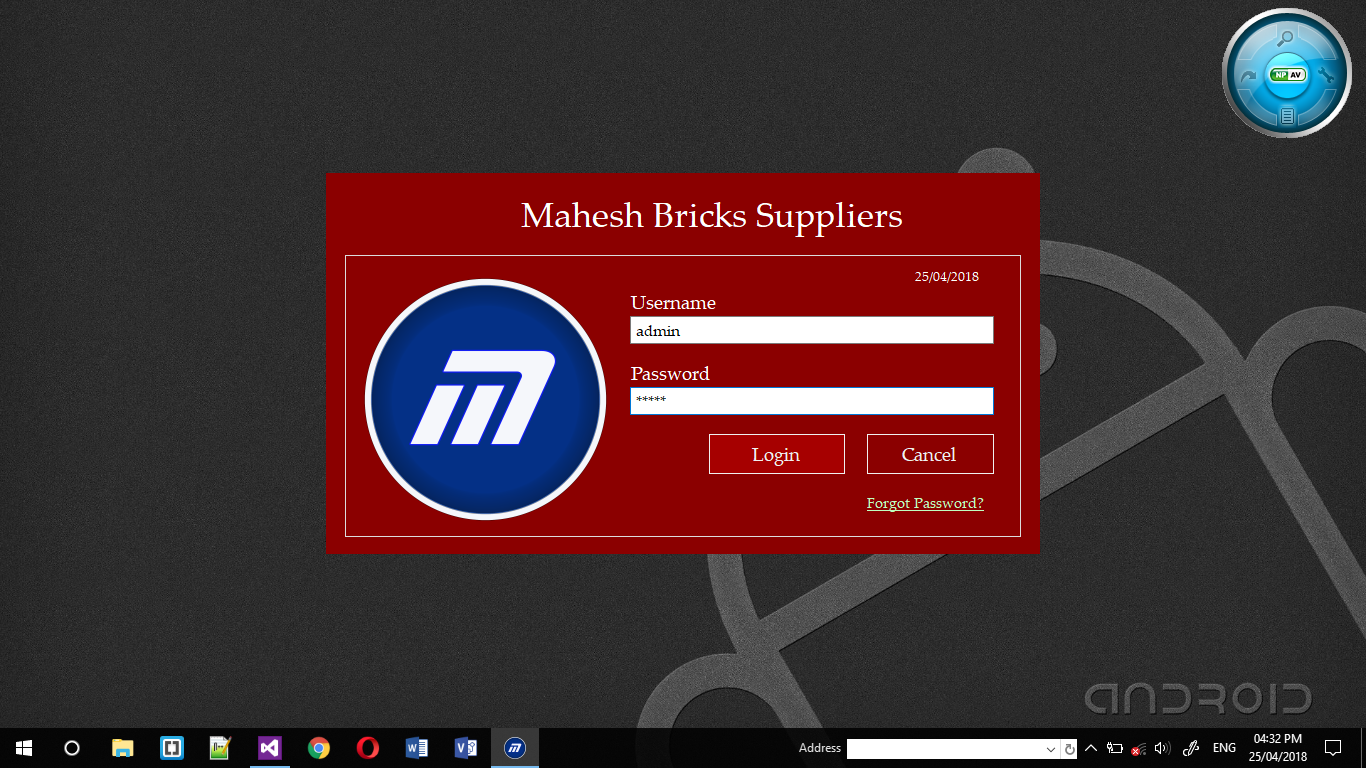 NP AV
Mahesh Bricks Suppliers
25/04/2018
Username
admin
Password
*****
Login
Cancel
Forgot Password?
ANDROID
Address
ENG
04:32 PM
25/04/2018